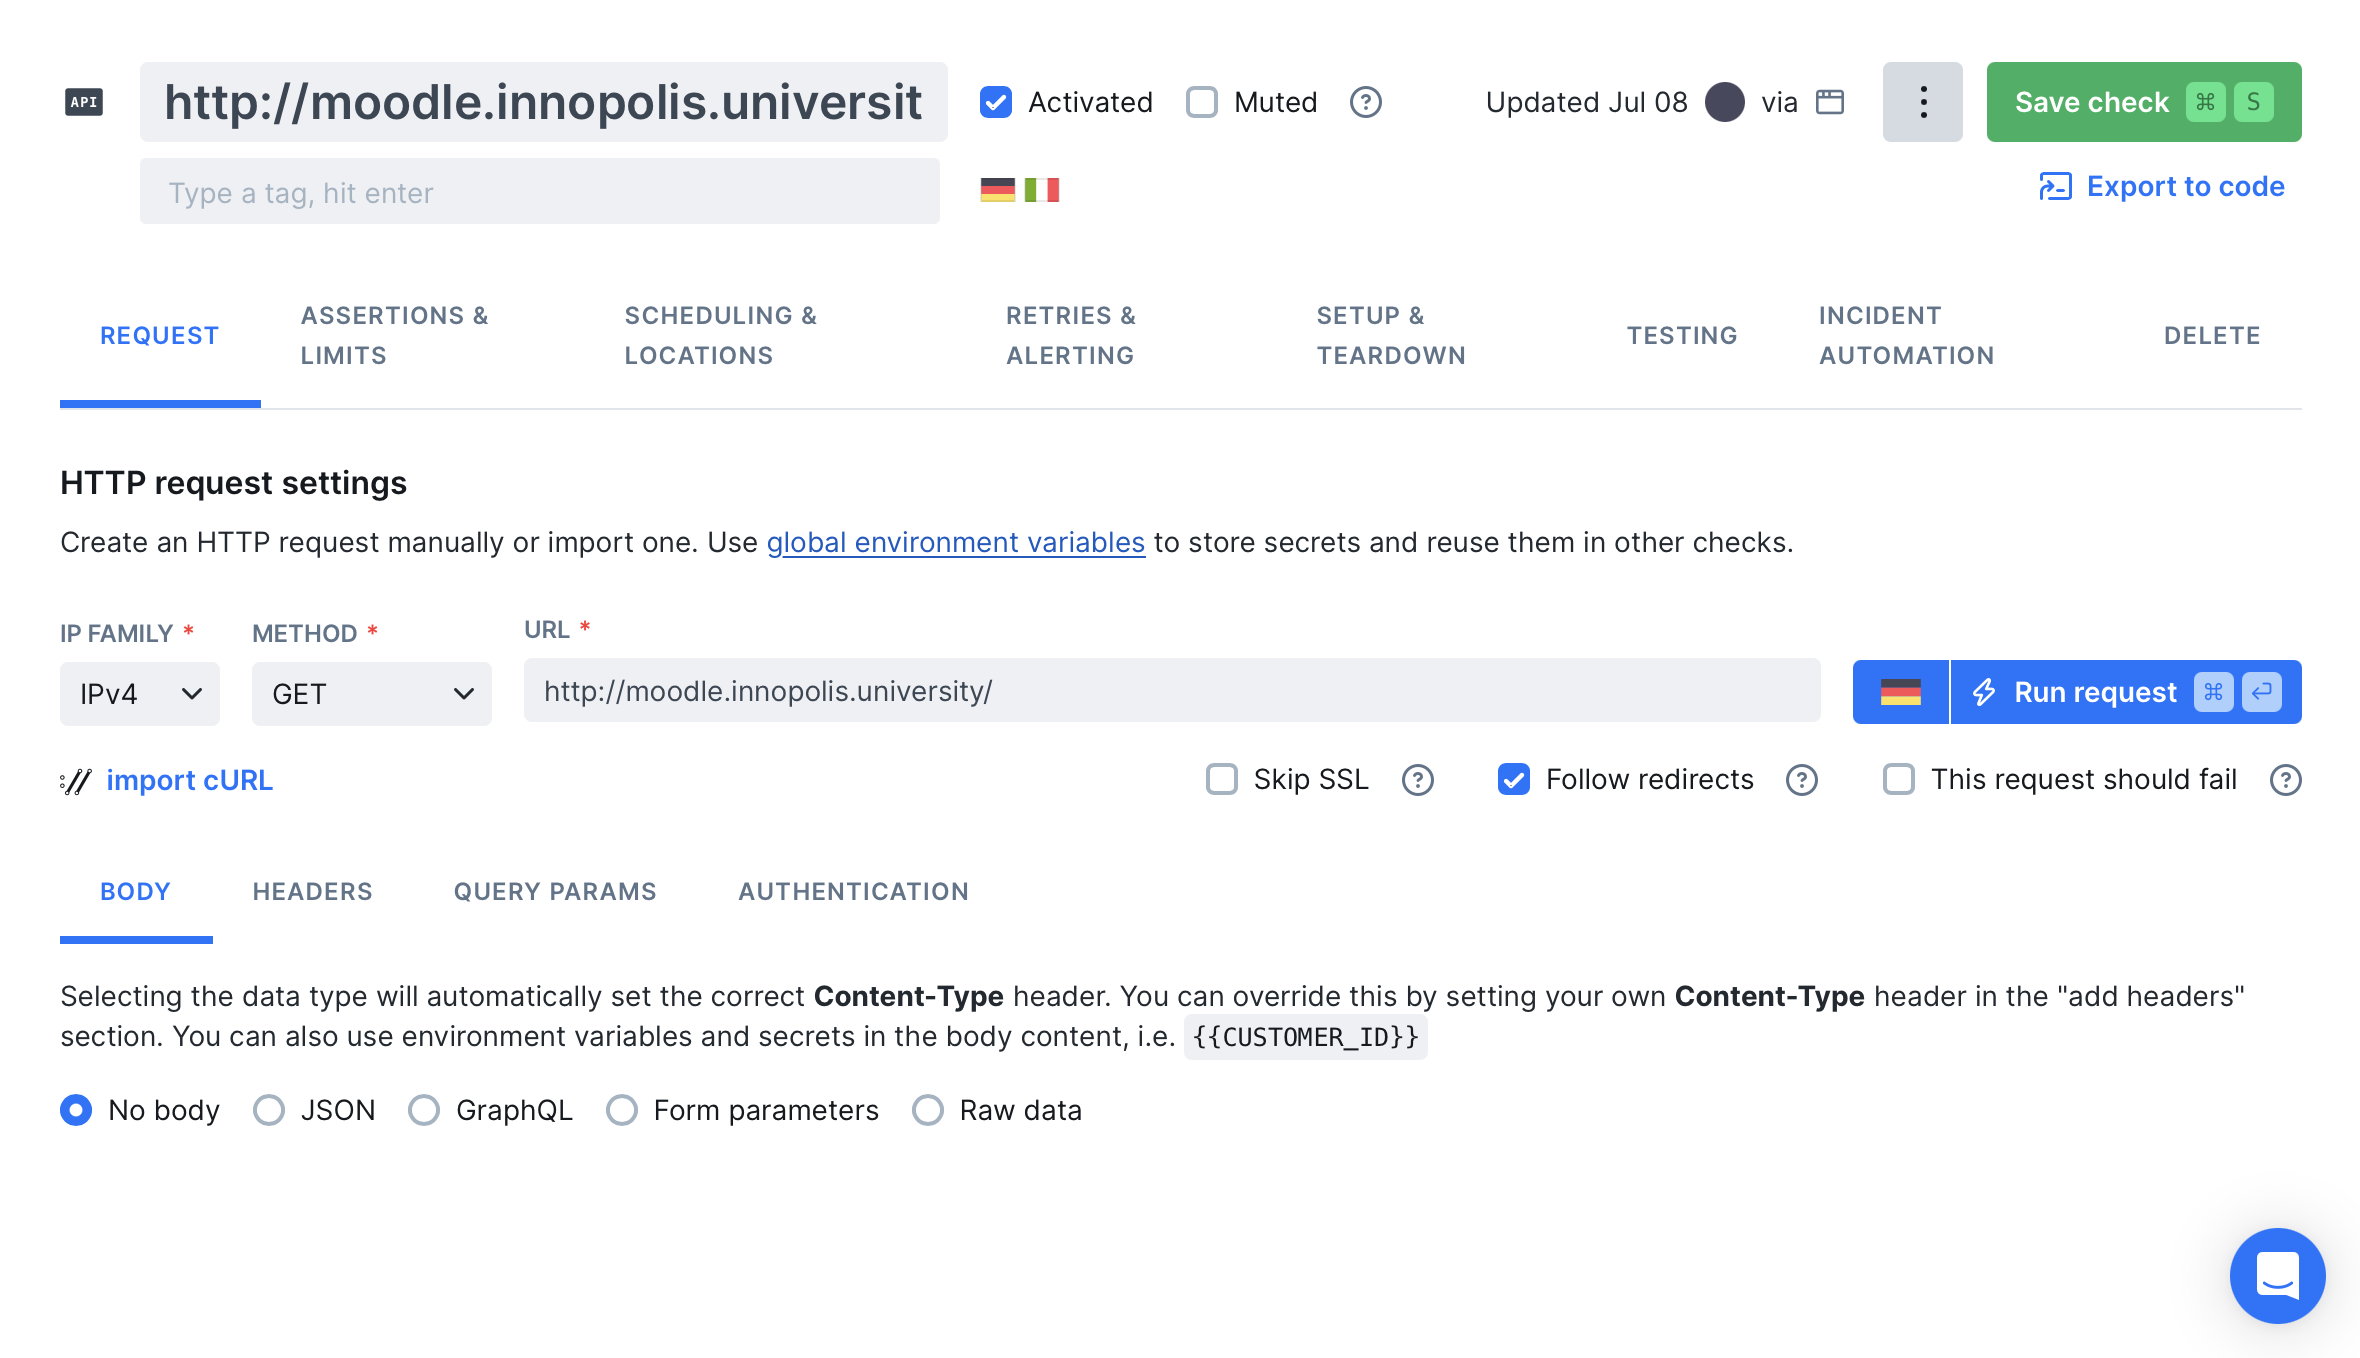 API
http://moodle.innopolis.universit
Activated
Muted
Updated Jul 08
via
Save check ⌘ S
Type a tag, hit enter
Export to code
REQUEST
ASSERTIONS &
LIMITS
SCHEDULING &
LOCATIONS
RETRIES &
ALERTING
SETUP &
TEARDOWN
TESTING
INCIDENT
AUTOMATION
DELETE
HTTP request settings
Create an HTTP request manually or import one. Use global environment variables to store secrets and reuse them in other checks.
IP FAMILY *
METHOD *
URL *
IPv4
GET
http://moodle.innopolis.university/
Run request ⌘
import cURL
Skip SSL
Follow redirects
This request should fail
BODY
HEADERS
QUERY PARAMS
AUTHENTICATION
Selecting the data type will automatically set the correct Content-Type header. You can override this by setting your own Content-Type header in the "add headers"
section. You can also use environment variables and secrets in the body content, i.e. {{CUSTOMER_ID}}
No body
JSON
GraphQL
Form parameters
Raw data